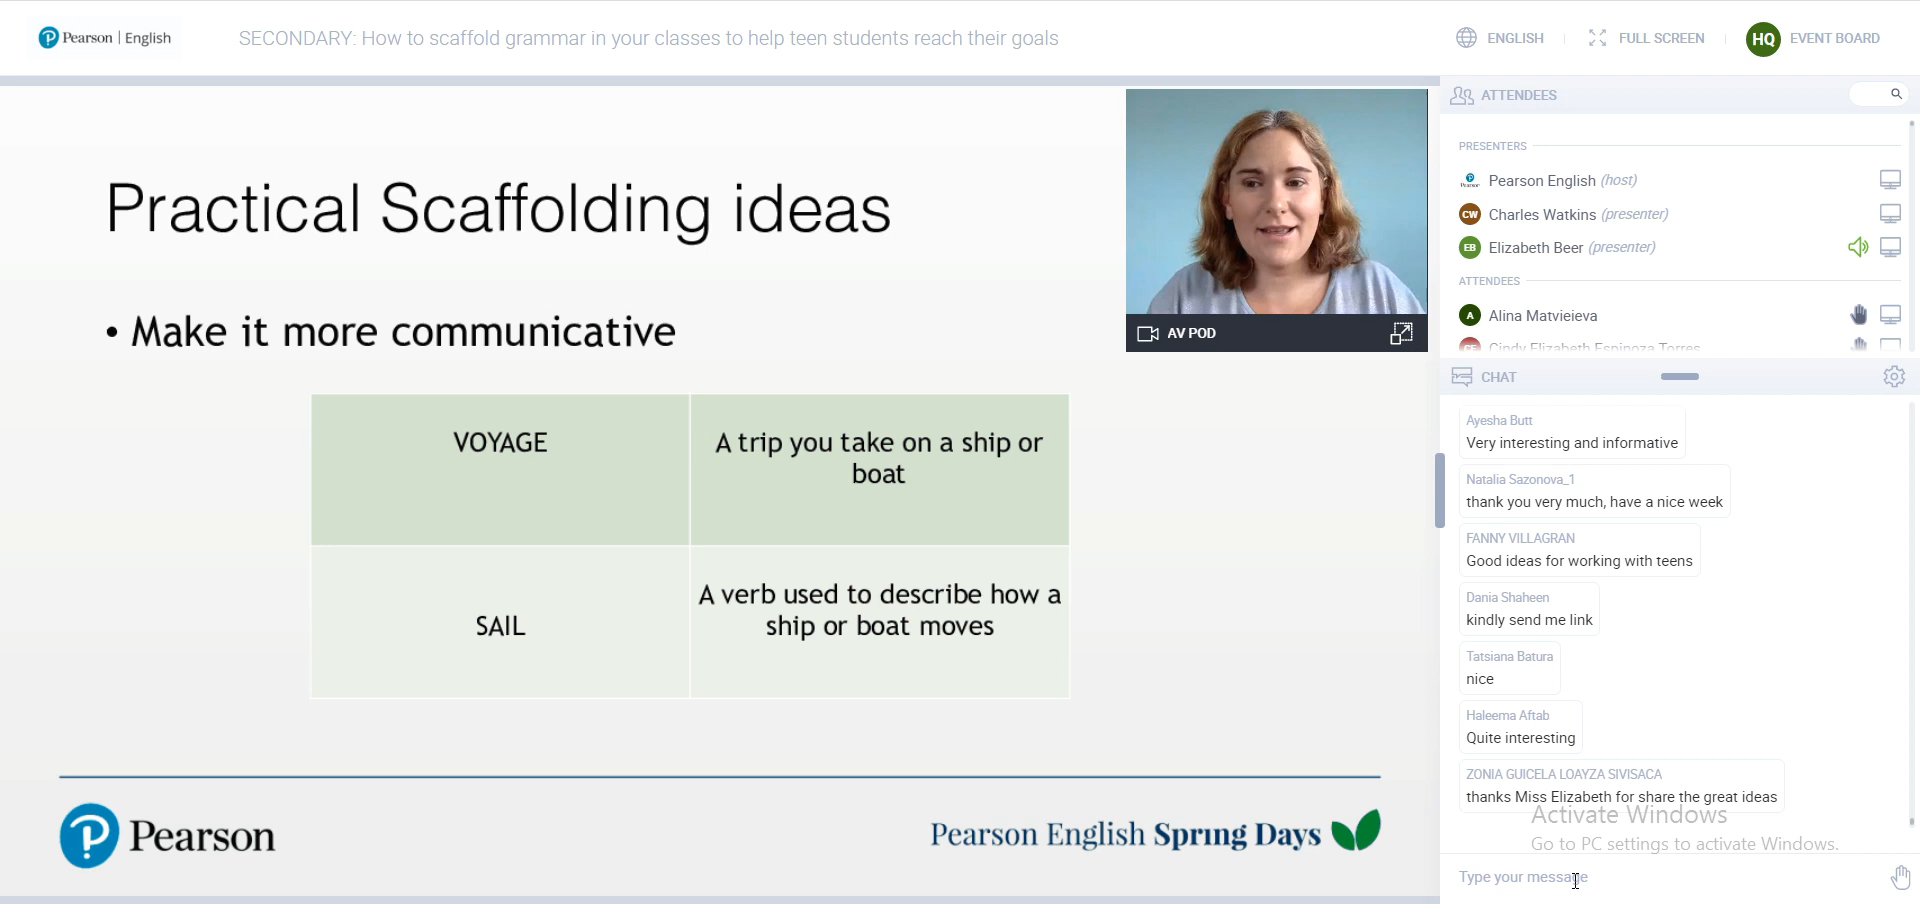 Pearson | English
SECONDARY: How to scaffold grammar in your classes to help teen students reach their goals
ENGLISH
FULL SCREEN
HQ
EVENT BOARD
Practical Scaffolding ideas
• Make it more communicative
VOYAGE
A trip you take on a ship or
boat
SAIL
A verb used to describe how a
ship or boat moves
Pearson
Pearson English Spring Days
AV POD
ATTENDEES
PRESENTERS
Pearson
Pearson English (host)
CW
Charles Watkins (presenter)
EB
Elizabeth Beer (presenter)
ATTENDEES
A
Alina Matvieieva
CE
Cindy Elizabeth Espinoza Torres
CHAT
Ayesha Butt
Very interesting and informative
Natalia Sazonova_1
thank you very much, have a nice week
FANNY VILLAGRAN
Good ideas for working with teens
Dania Shaheen
kindly send me link
Tatsiana Batura
nice
Haleema Aftab
Quite interesting
ZONIA GUICELA LOAYZA SIVISACA
thanks Miss Elizabeth for share the great ideas
Activate Windows
Go to PC settings to activate Windows.
Type your message